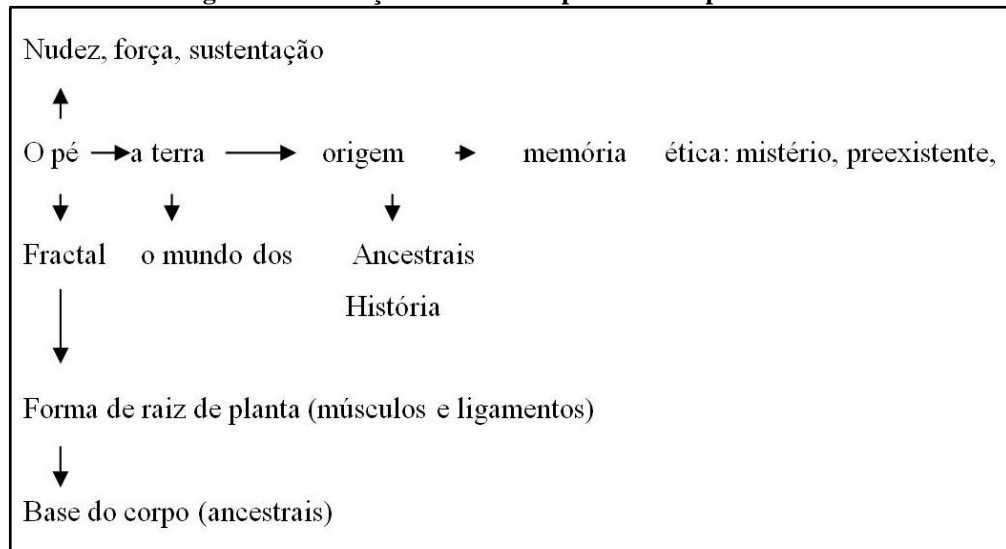 Nudez, força, sustentação
O pé a terra origem memória ética: mistério, preexistente,
Fractal o mundo dos Ancestrais
História
Forma de raiz de planta (músculos e ligamentos)
Base do corpo (ancestrais)